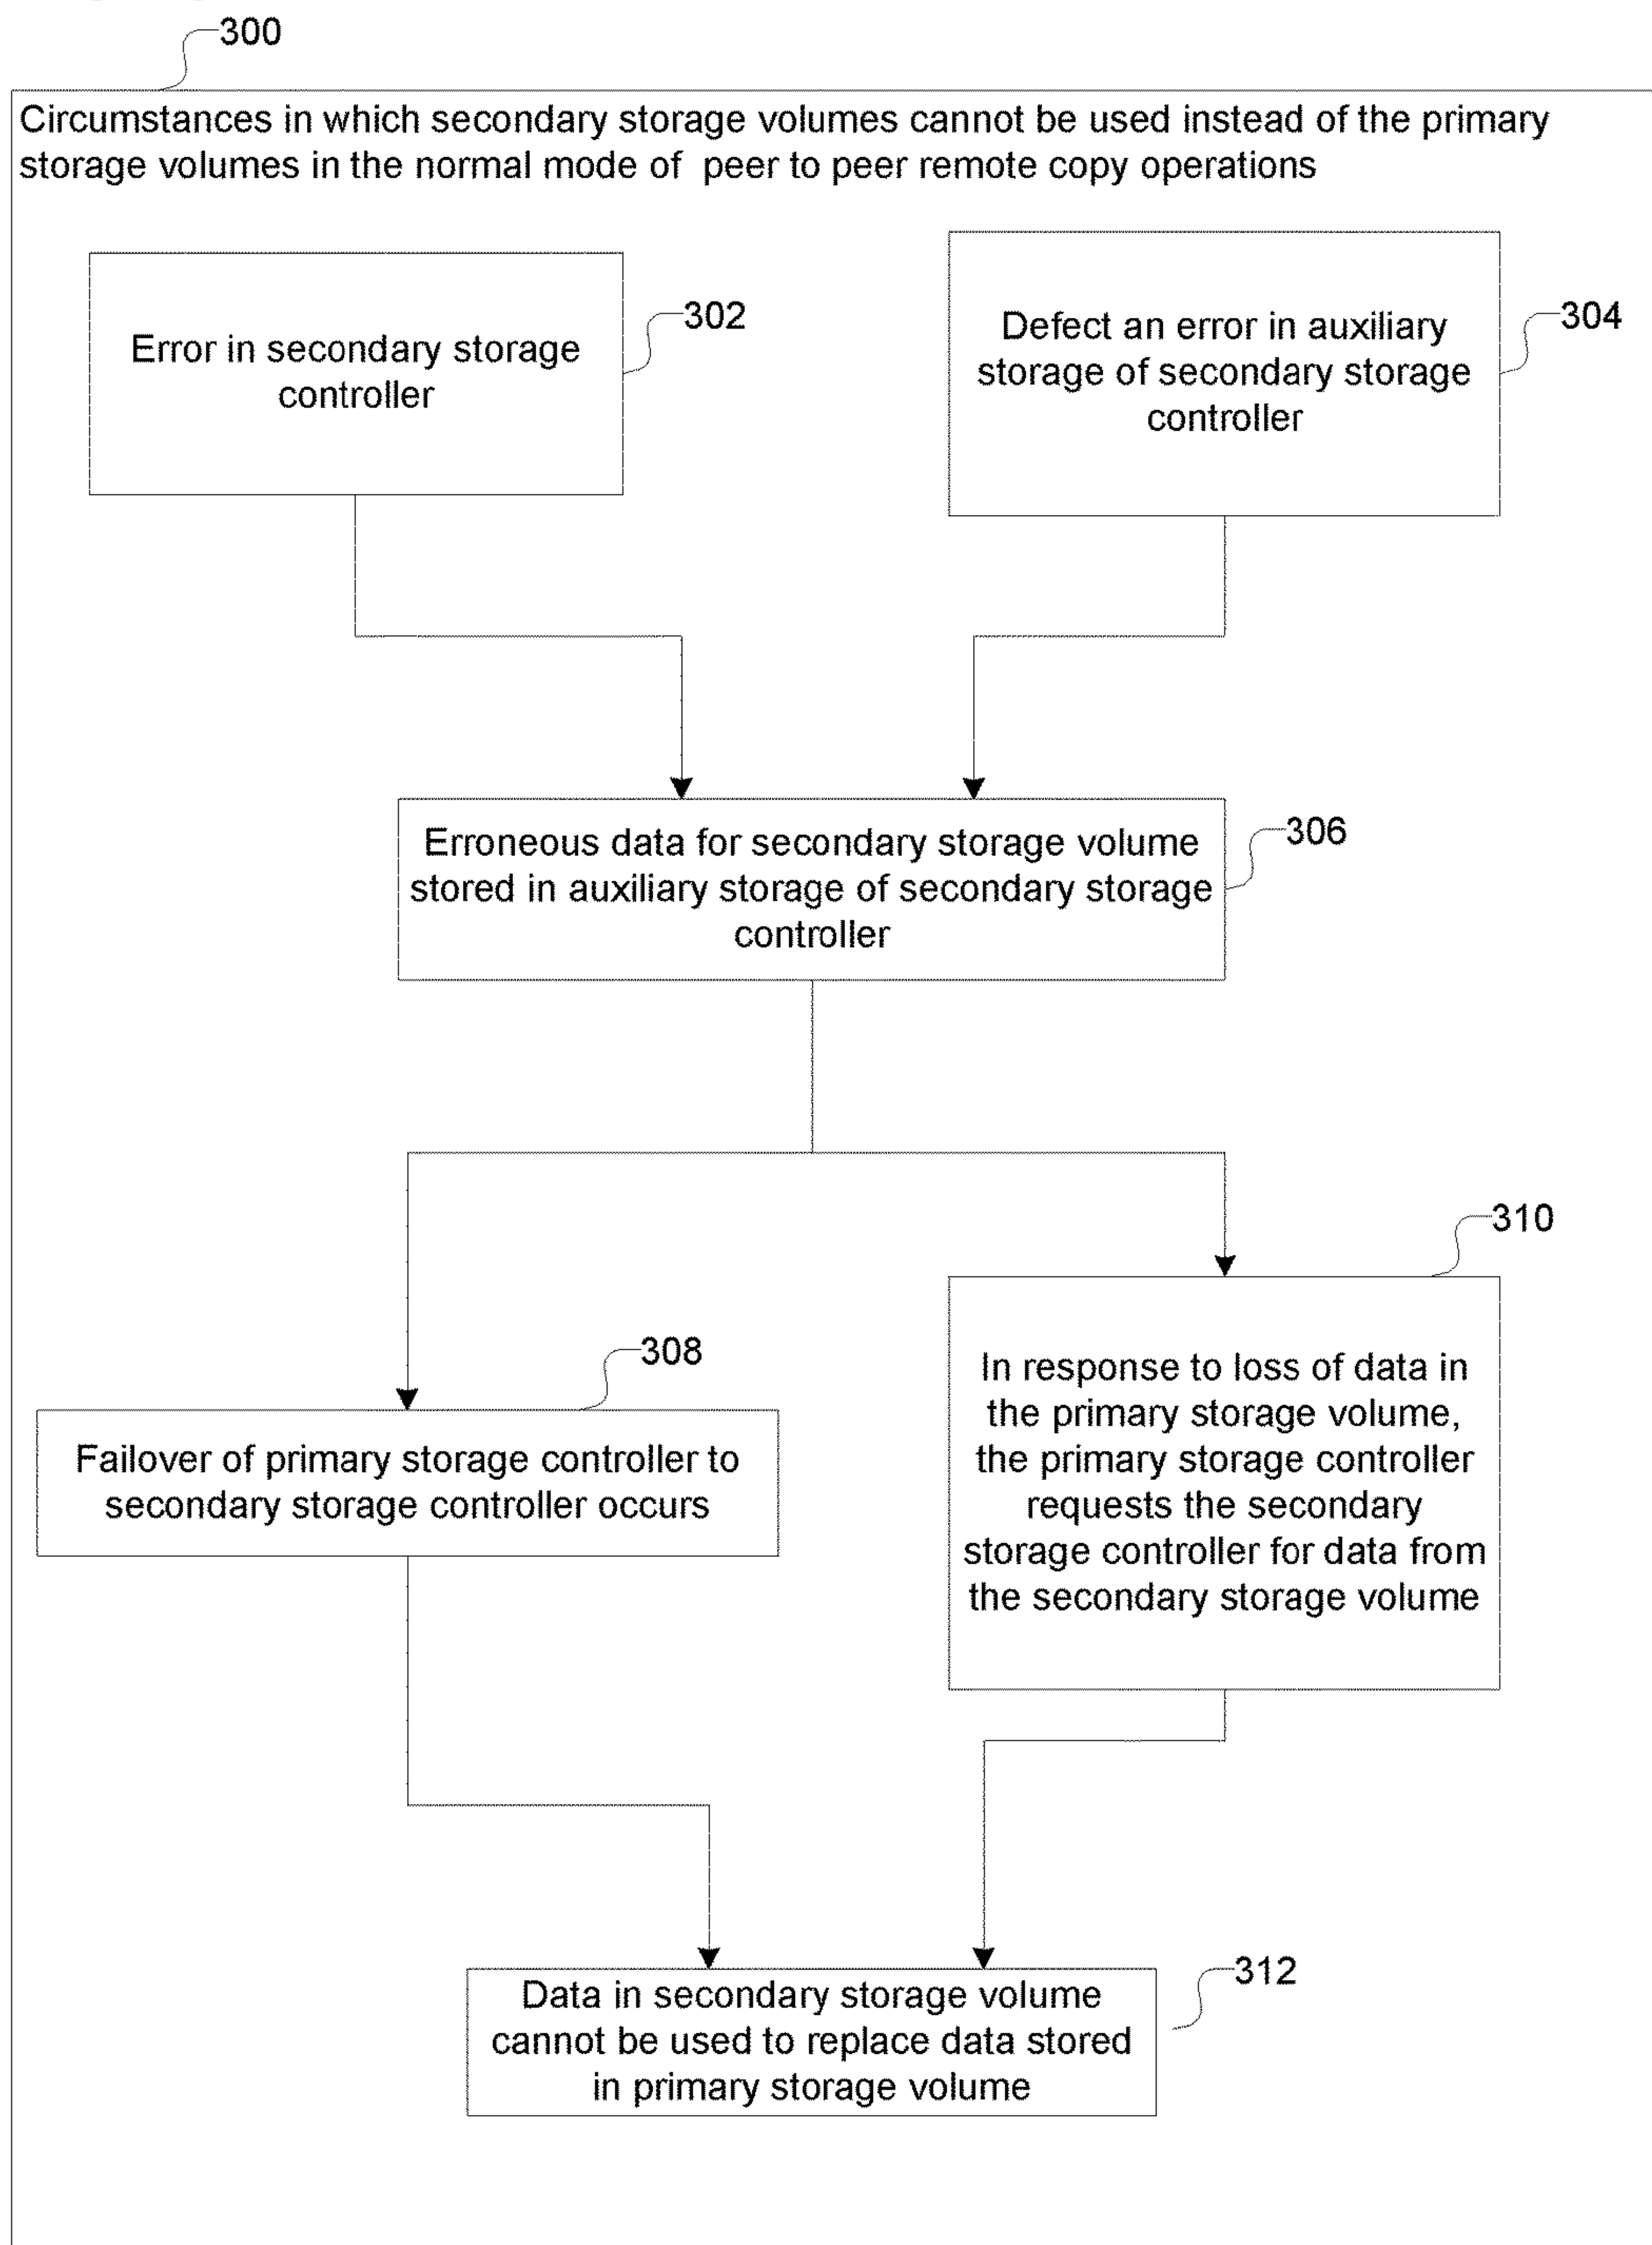 300
Circumstances in which secondary storage volumes cannot be used instead of the primary
storage volumes in the normal mode of peer to peer remote copy operations
Error in secondary storage
controller
302
Defect an error in auxiliary
storage of secondary storage
controller
304
Erroneous data for secondary storage volume
stored in auxiliary storage of secondary storage
controller
306
308
Failover of primary storage controller to
secondary storage controller occurs
310
In response to loss of data in
the primary storage volume,
the primary storage controller
requests the secondary
storage controller for data from
the secondary storage volume
Data in secondary storage volume
cannot be used to replace data stored
in primary storage volume
312